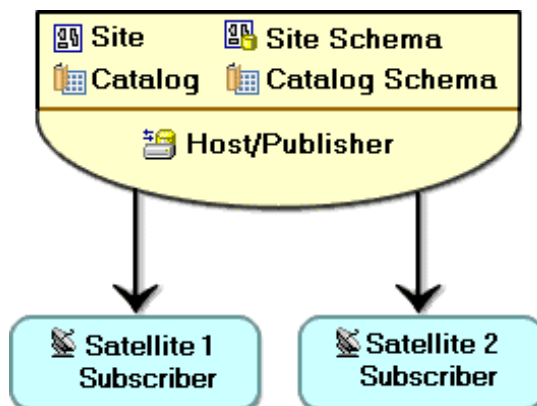 Site Site Schema
Catalog Catalog Schema
Host/Publisher
Satellite 1
Subscriber
Satellite 2
Subscriber